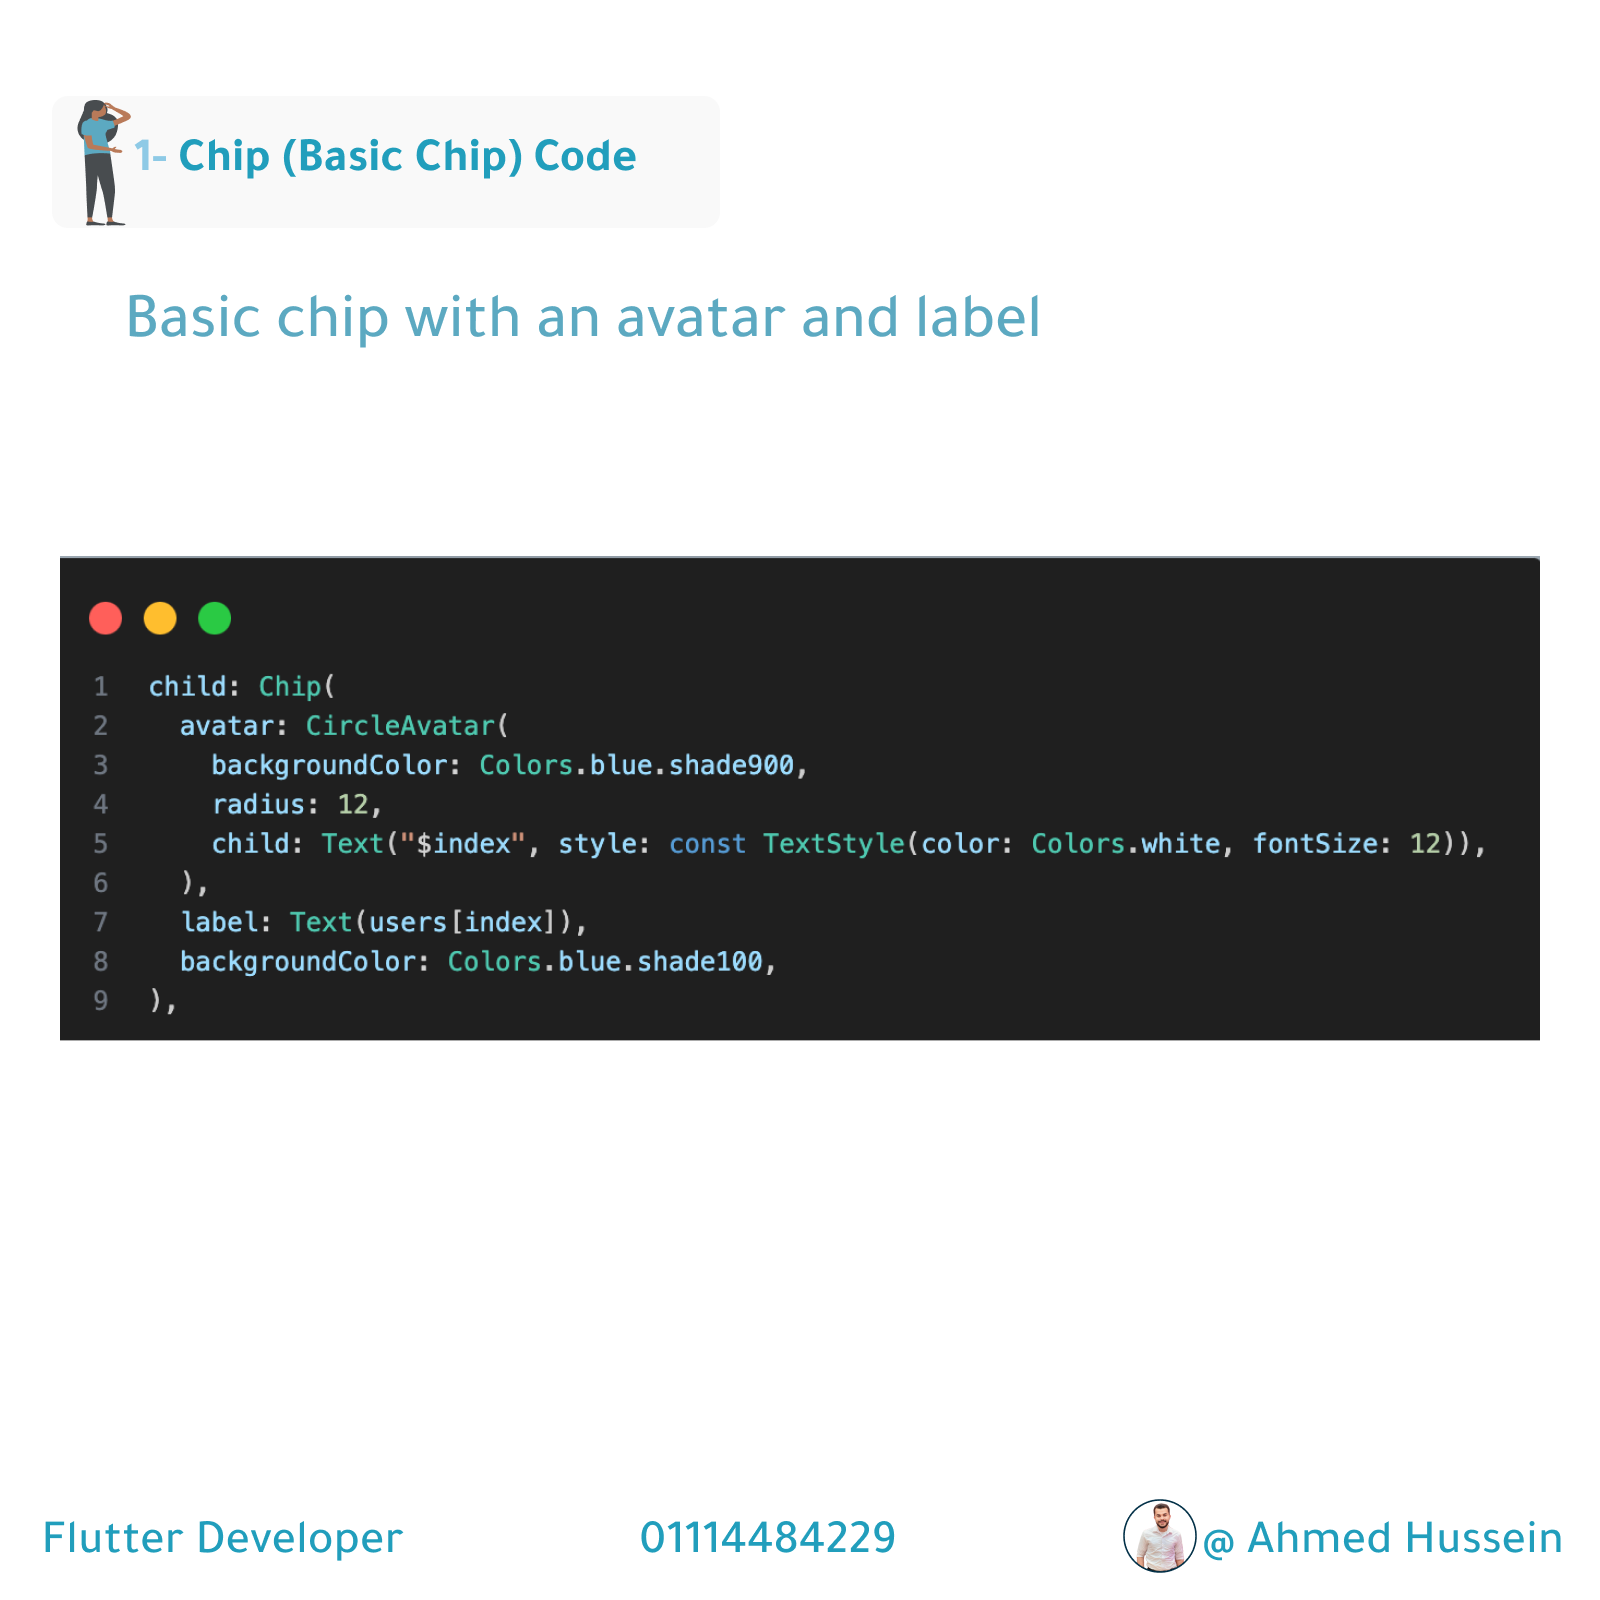 1- Chip (Basic Chip) Code
Basic chip with an avatar and label
1 child: Chip(
2   avatar: CircleAvatar(
3     backgroundColor: Colors.blue.shade900,
4     radius: 12,
5     child: Text("$index", style: const TextStyle(color: Colors.white, fontSize: 12)),
6   ),
7   label: Text(users[index]),
8   backgroundColor: Colors.blue.shade100,
9 ),
Flutter Developer
01114484229
@ Ahmed Hussein